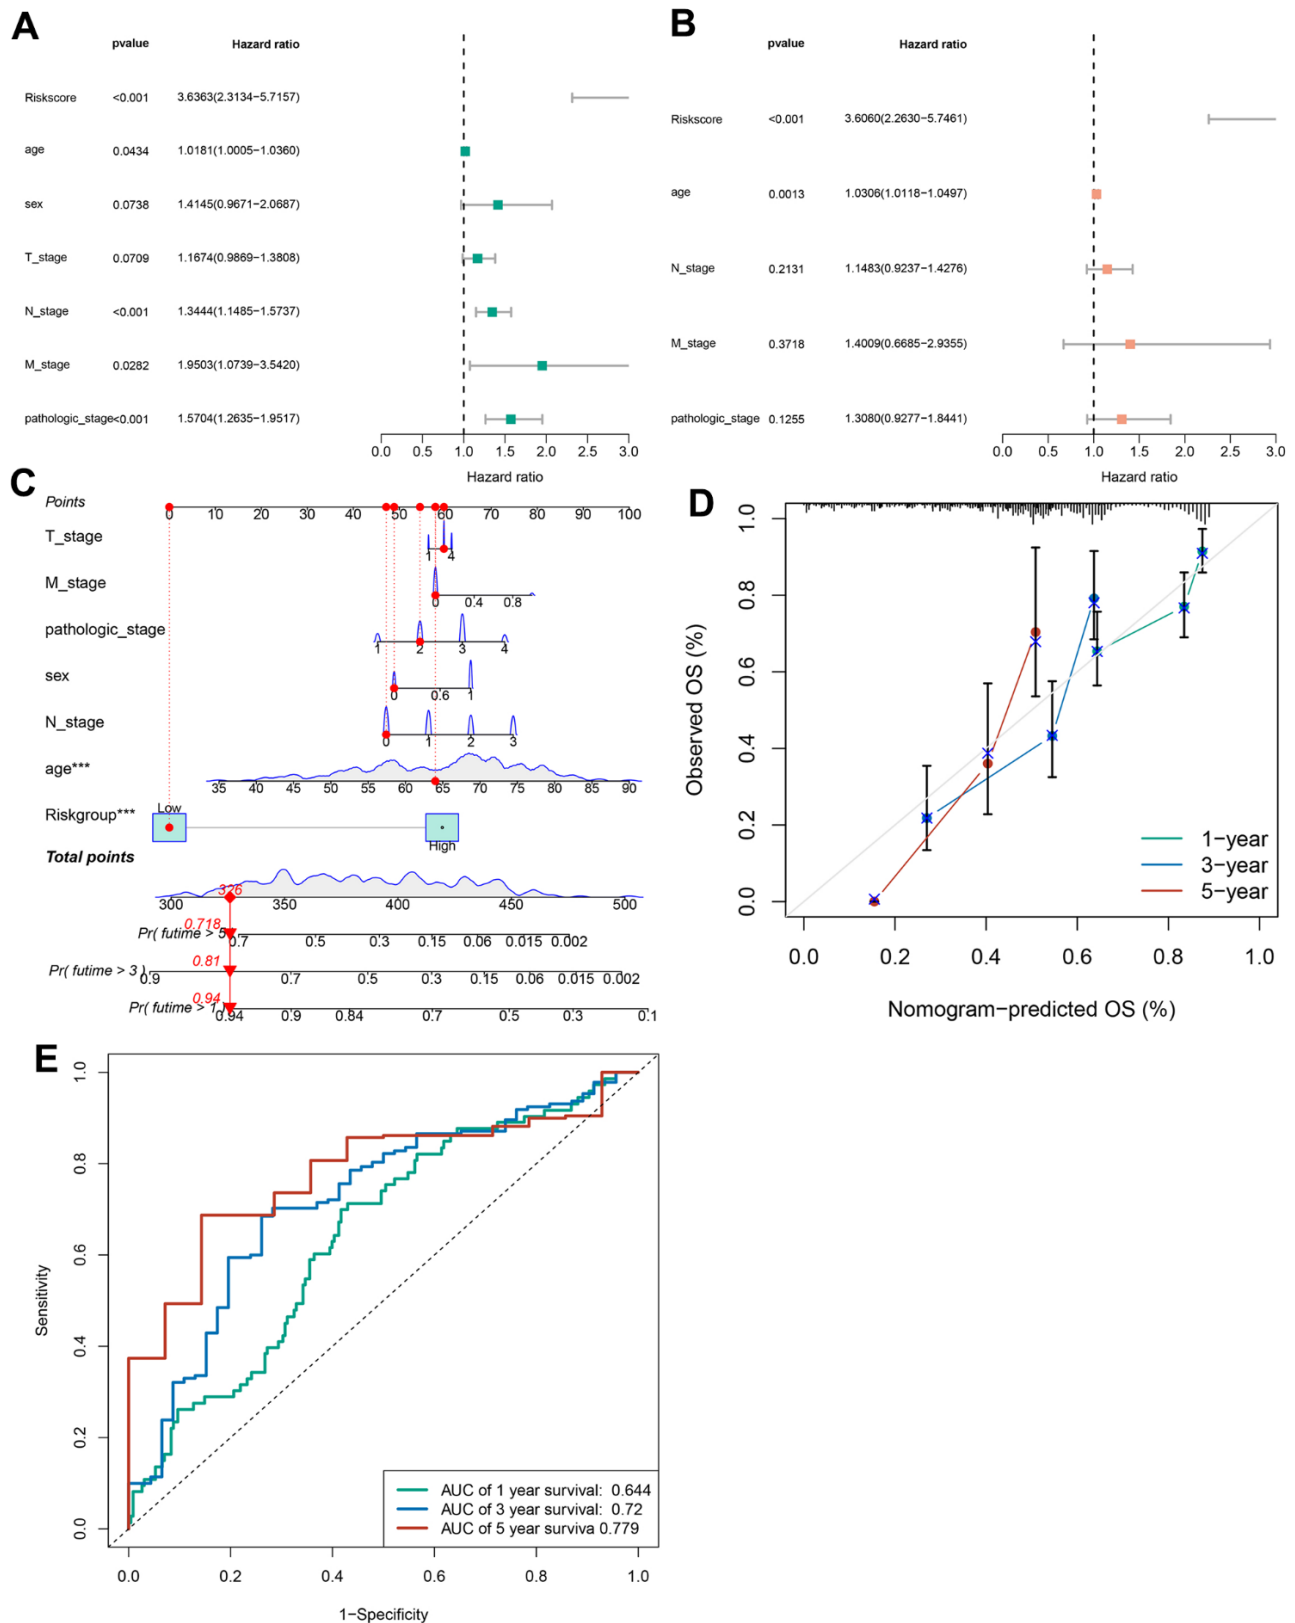 A
pvalue Hazard ratio
Riskscore <0.001 3.6363(2.3134−5.7157)
age 0.0434 1.0181(1.0005−1.0360)
sex 0.0738 1.4145(0.9671−2.0687)
T_stage 0.0709 1.1674(0.9869−1.3808)
N_stage <0.001 1.3444(1.1485−1.5737)
M_stage 0.0282 1.9503(1.0739−3.5420)
pathologic_stage<0.001 1.5704(1.2635−1.9517)
0.0 0.5 1.0 1.5 2.0 2.5 3.0
Hazard ratio
B
pvalue Hazard ratio
Riskscore <0.001 3.6060(2.2630−5.7461)
age 0.0013 1.0306(1.0118−1.0497)
N_stage 0.2131 1.1483(0.9237−1.4276)
M_stage 0.3718 1.4009(0.6685−2.9355)
pathologic_stage 0.1255 1.3080(0.9277−1.8441)
0.0 0.5 1.0 1.5 2.0 2.5 3.0
Hazard ratio
C
Points
0 10 20 30 40 50 60 70 80 90 100
T_stage
1 4
M_stage
0 0.4 0.8
pathologic_stage
1 2 3 4
sex
0 0.6 1
N_stage
0 1 2 3
age***
35 40 45 50 55 60 65 70 75 80 85 90
Riskgroup***
Low
High
Total points
326
300 350 400 450 500
0.718
Pr( futime > 5 0.7 0.5 0.3 0.15 0.06 0.015 0.002
0.81
Pr( futime > 3 ) 0.9 0.7 0.5 0.3 0.15 0.06 0.015 0.002
0.94
Pr( futime > 1 0.94 0.9 0.84 0.7 0.5 0.3 0.1
D
Observed OS (%)
0.0 0.2 0.4 0.6 0.8 1.0
1−year
3−year
5−year
0.0 0.2 0.4 0.6 0.8 1.0
Nomogram−predicted OS (%)
E
Sensitivity
0.0 0.2 0.4 0.6 0.8 1.0
AUC of 1 year survival: 0.644
AUC of 3 year survival: 0.72
AUC of 5 year surviva 0.779
0.0 0.2 0.4 0.6 0.8 1.0
1−Specificity